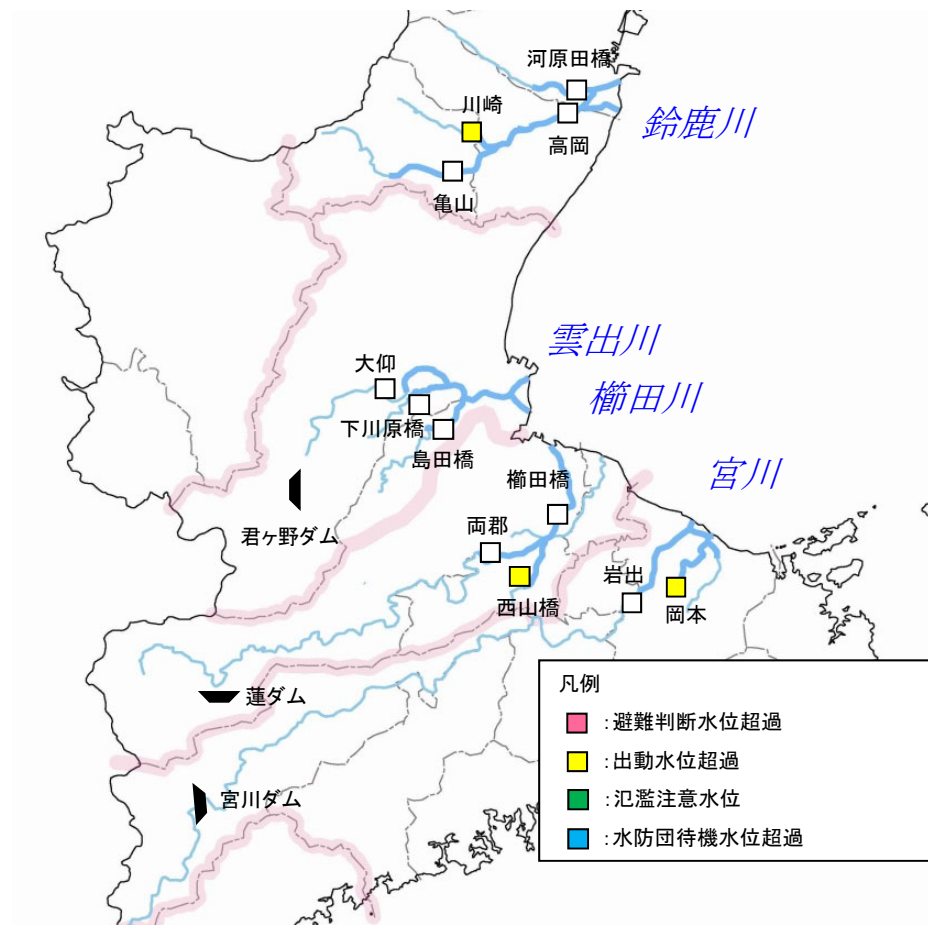 河原田橋
川崎
鈴鹿川
高岡
亀山
雲出川
大仰
櫛田川
下川原橋
島田橋
宮川
櫛田橋
君ヶ野ダム
両郡
岩出
西山橋
岡本
凡例
蓮ダム
:避難判断水位超過
:出動水位超過
宮川ダム
:氾濫注意水位
:水防団待機水位超過